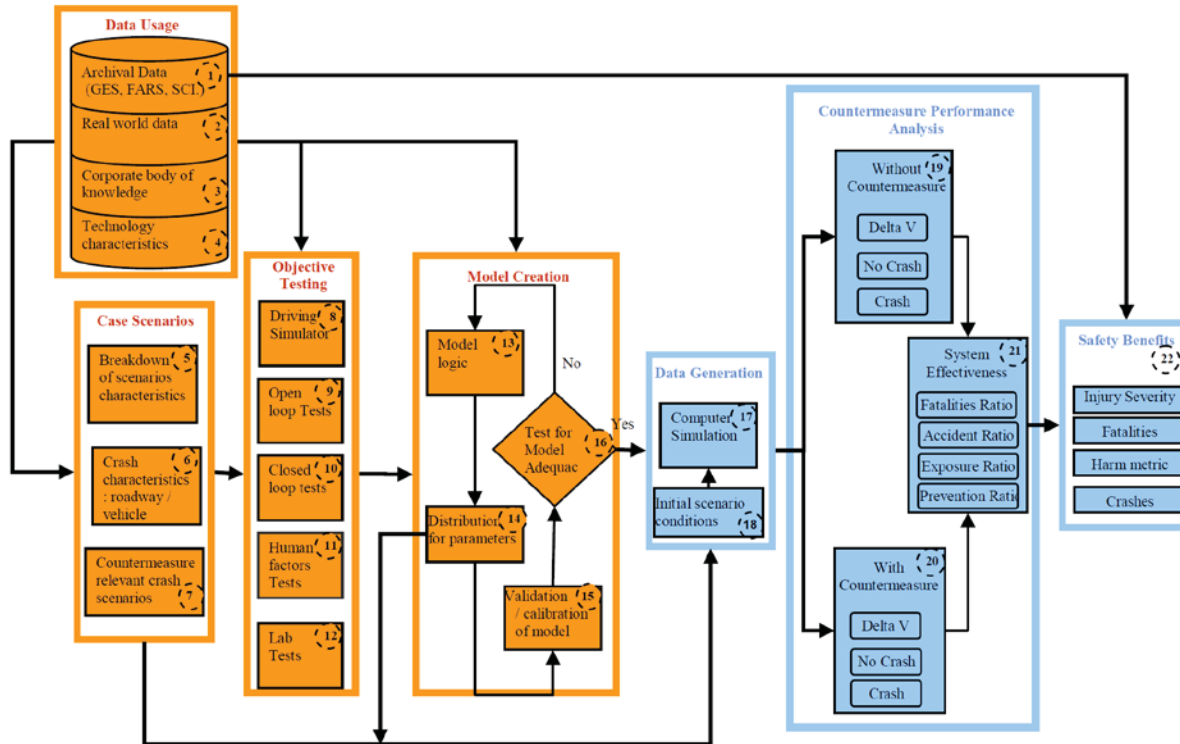 Data Usage
Archival Data
1
(GES, FARS, SCI.)
Real world data
2
Corporate body of
knowledge
3
Technology
characteristics
4
Case Scenarios
Breakdown
5
of scenarios
characteristics
Crash
6
characteristics
: roadway /
vehicle
Countermeasure
relevant crash
scenarios
7
Objective
Testing
Driving
8
Simulator
Open
9
loop Tests
Closed
10
loop tests
Human
11
factors Tests
Lab
12
Tests
Model Creation
Model
13
logic
No
Test for
16
Model
Adequac
Yes
Distribution
14
for parameters
Validation
15
/ calibration
of model
Data Generation
Computer
17
Simulation
Initial scenario
conditions
18
Countermeasure Performance
Analysis
Without
19
Countermeasure
Delta V
No Crash
Crash
System
21
Effectiveness
Fatalities Ratio
Accident Ratio
Exposure Ratio
Prevention Ratio
With
20
Countermeasure
Delta V
No Crash
Crash
Safety Benefits
22
Injury Severity
Fatalities
Harm metric
Crashes